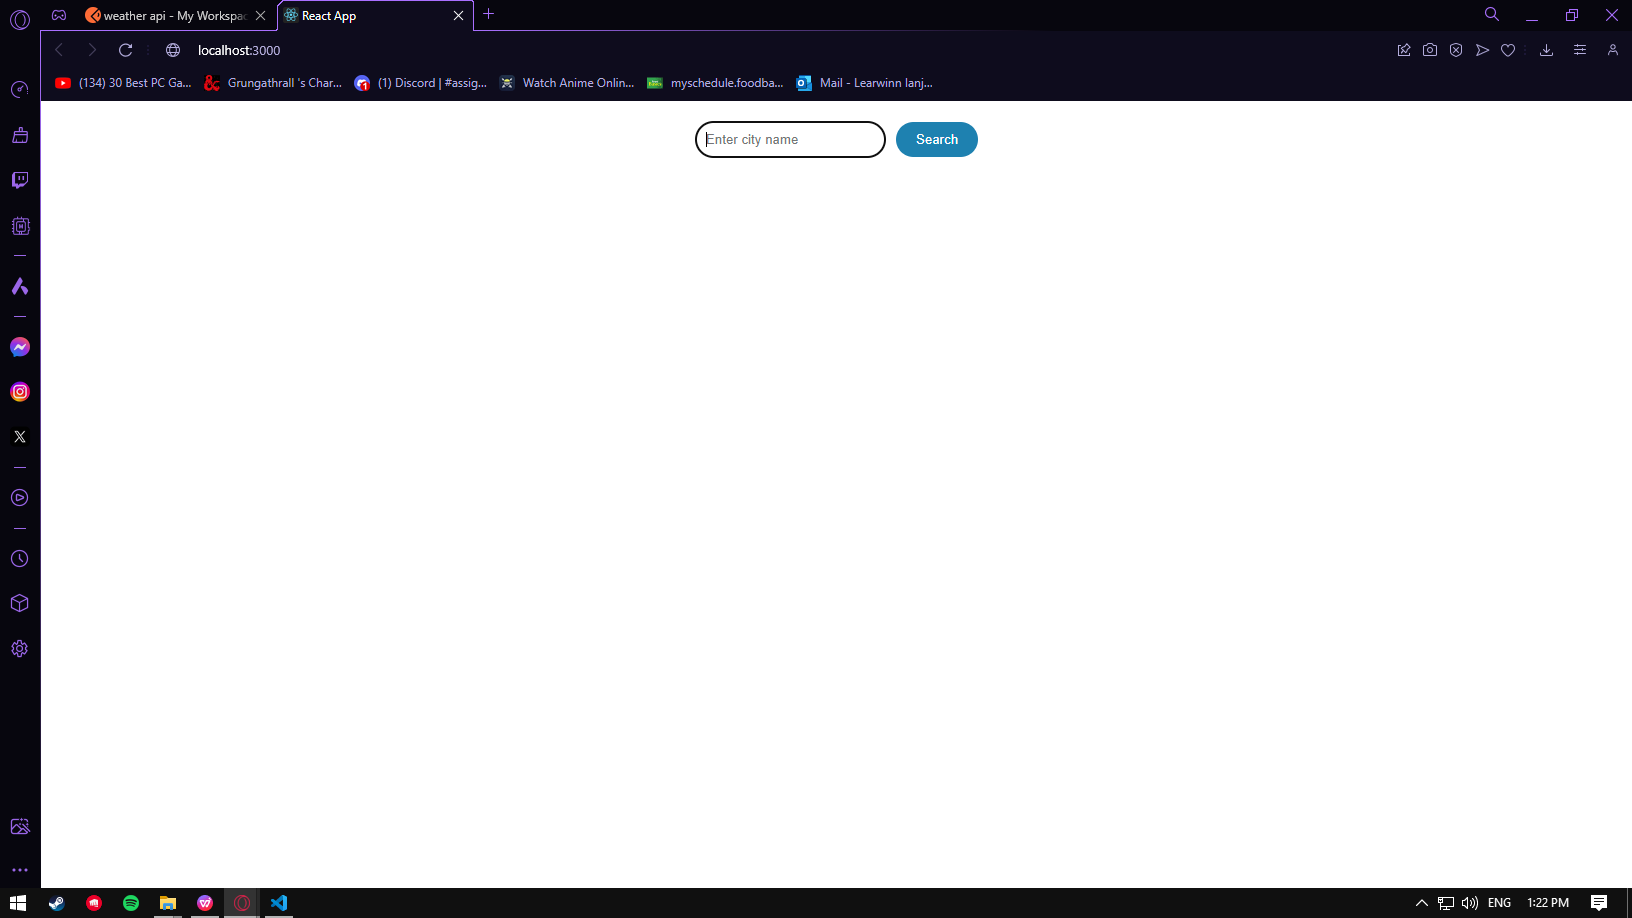 weather api - My Workspac
React App
localhost:3000
(134) 30 Best PC Ga...
Grungathrall 's Char...
(1) Discord | #assig...
Watch Anime Onlin...
myschedule.foodba...
Mail - Learwinn lanj...
Enter city name
Search
ENG
1:22 PM